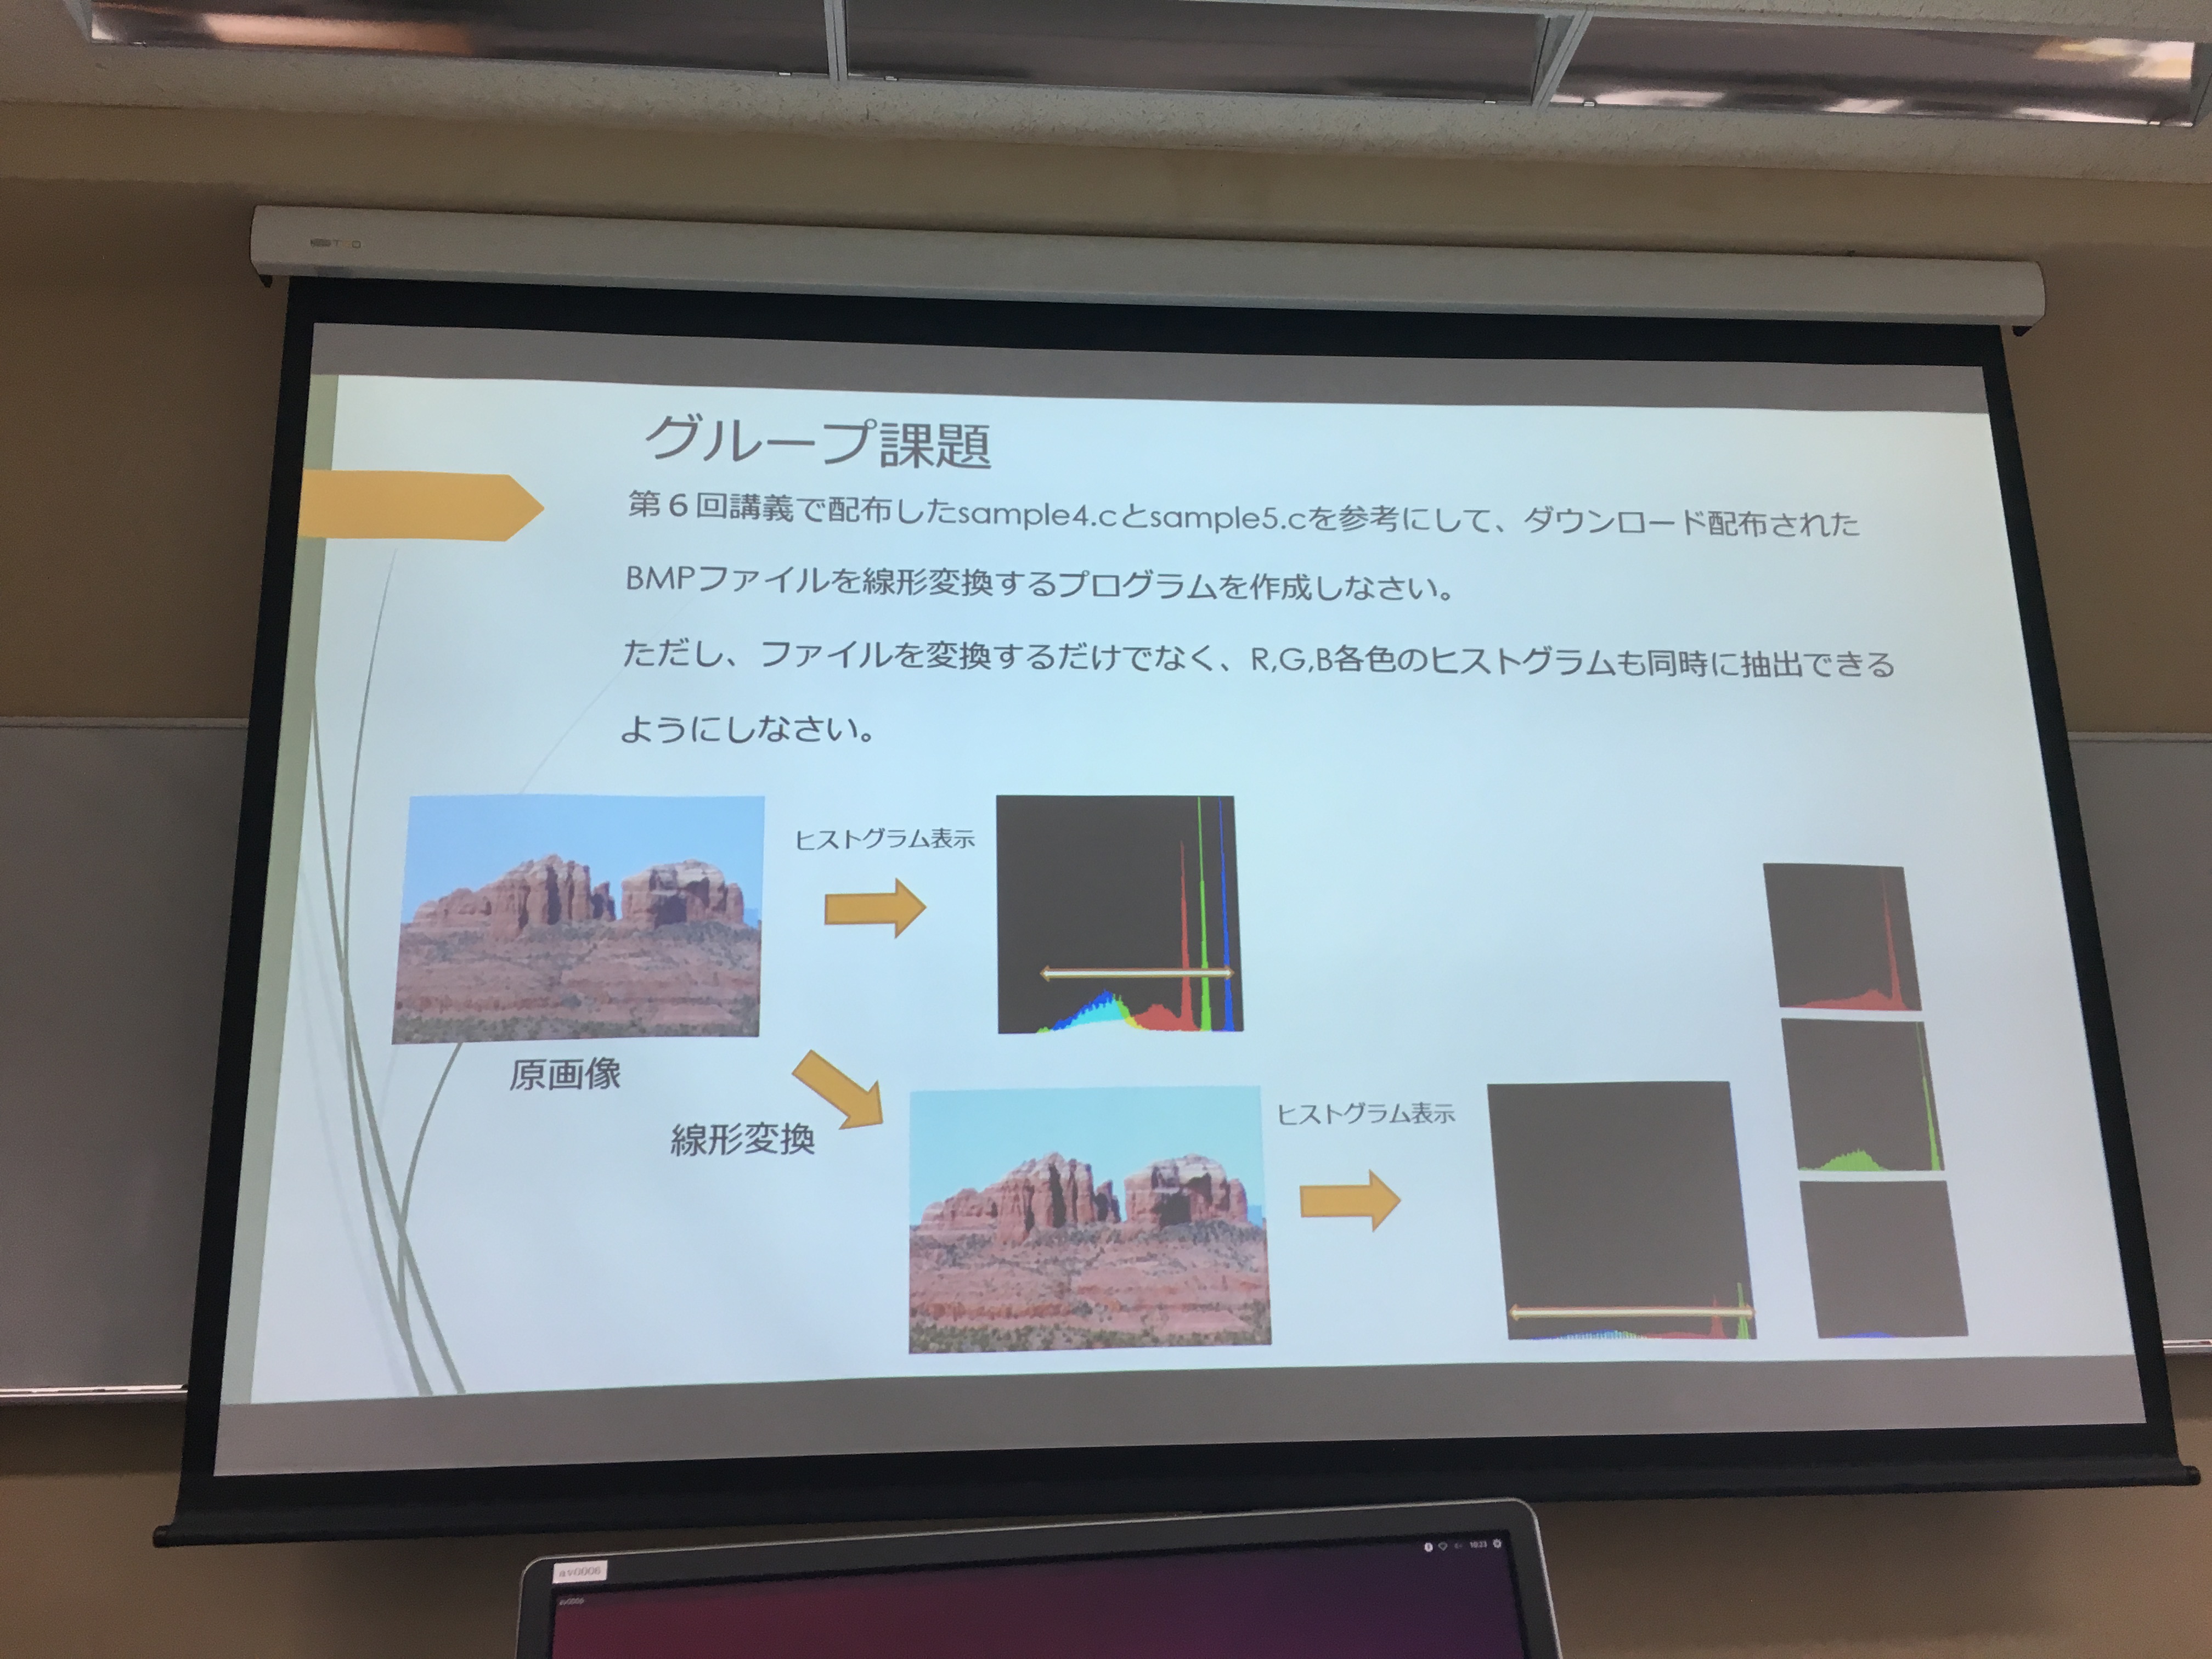 グループ課題
第６回講義で配布したsample4.cとsample5.cを参考にして、ダウンロード配布された
BMPファイルを線形変換するプログラムを作成しなさい。
ただし、ファイルを変換するだけでなく、R,G,B各色のヒストグラムも同時に抽出できる
ようにしなさい。
ヒストグラム表示
原画像
線形変換
ヒストグラム表示
av0006
10:23
av0006